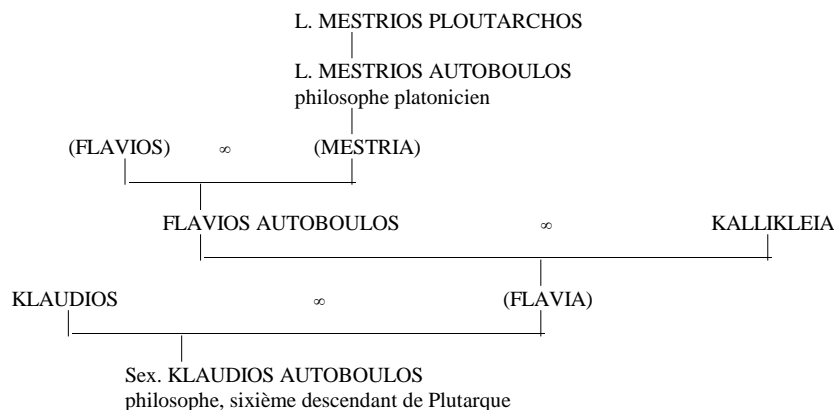 L. MESTRIOS PLOUTARCHOS
L. MESTRIOS AUTOBOULOS
philosophe platonicien
(FLAVIOS) ∞ (MESTRIA)
FLAVIOS AUTOBOULOS ∞ KALLIKLEIA
KLAUDIOS ∞ (FLAVIA)
Sex. KLAUDIOS AUTOBOULOS
philosophe, sixième descendant de Plutarque